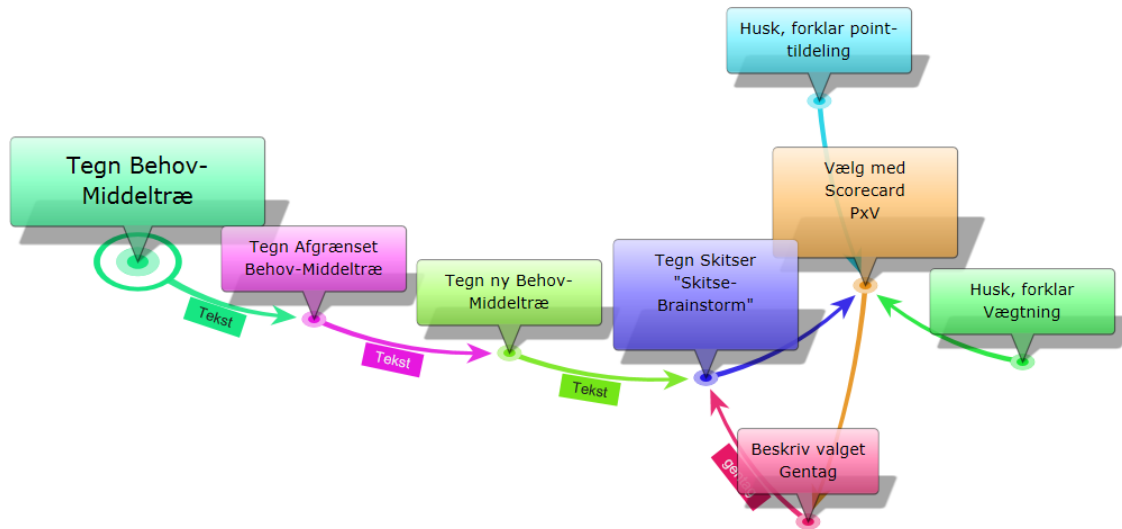 Husk, forklar point-
tildeling
Tegn Behov-
Middeltræ
Vælg med
Scorecard
PxV
Tegn Afgrænset
Behov-Middeltræ
Tegn Skitser
"Skitse-
Brainstorm"
Tegn ny Behov-
Middeltræ
Husk, forklar
Vægtning
Tekst
Tekst
Tekst
Beskriv valget
Gentag